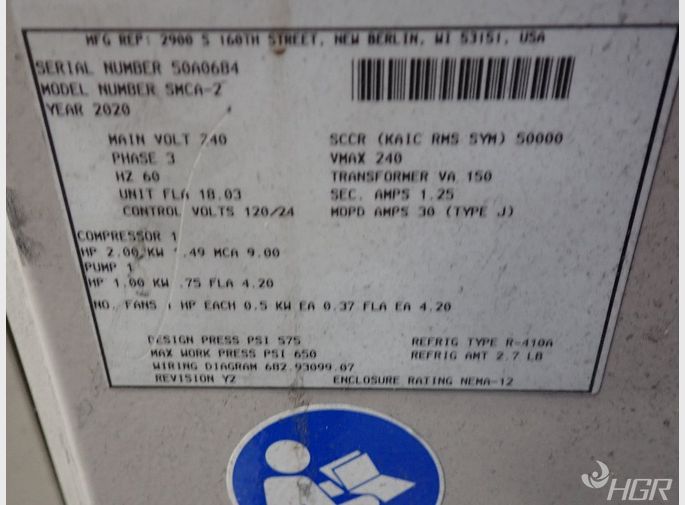 MFG REP: 2900 S 160TH STREET, NEW BERLIN, WI 53151, USA
SERIAL NUMBER 50A0684
MODEL NUMBER SMCA-2
YEAR 2020
MAIN VOLT 240
PHASE 3
HZ 60
UNIT FLA 18.03
CONTROL VOLTS 120/24
SCCR (KAIC RMS SYM) 50000
VMAX 240
TRANSFORMER VA 150
SEC. AMPS 1.25
MOPD AMPS 30 (TYPE J)
COMPRESSOR 1
HP 2.00 KW 1.49 MCA 9.00
PUMP 1
HP 1.00 KW .75 FLA 4.20
NO. FANS 1 HP EACH 0.5 KW EA 0.37 FLA EA 4.20
DESIGN PRESS PSI 575
MAX WORK PRESS PSI 650
WIRING DIAGRAM 682.93099.07
REVISION Y2
REFRIG TYPE R-410A
REFRIG AMT 2.7 LB
ENCLOSURE RATING NEMA-12
HGR